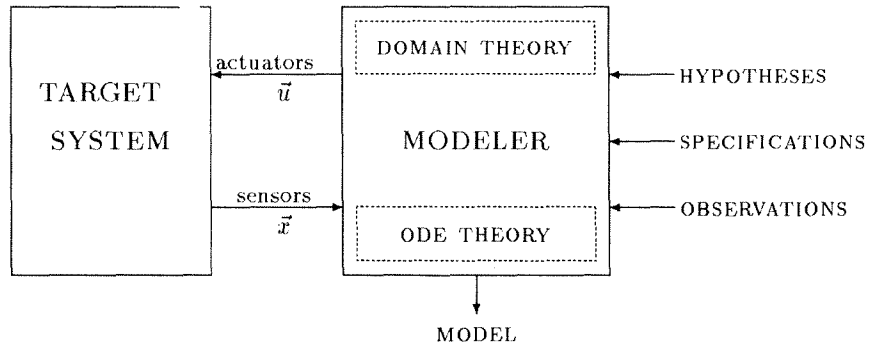 TARGET
SYSTEM
actuators
u⃗
sensors
x⃗
DOMAIN THEORY
MODELER
ODE THEORY
HYPOTHESES
SPECIFICATIONS
OBSERVATIONS
MODEL